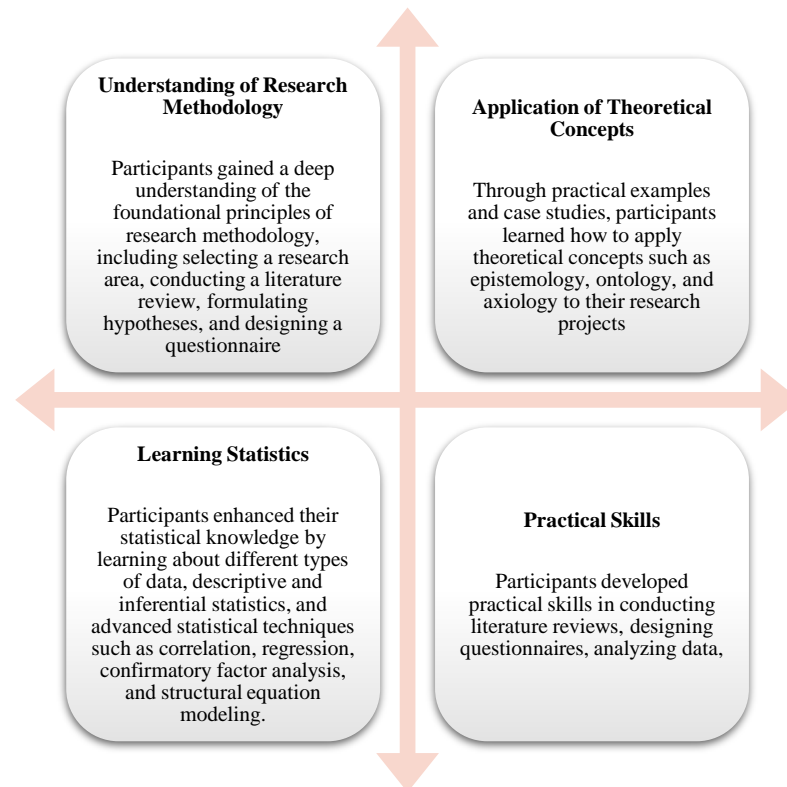 Understanding of Research
Methodology
Participants gained a deep
understanding of the
foundational principles of
research methodology,
including selecting a research
area, conducting a literature
review, formulating
hypotheses, and designing a
questionnaire
Application of Theoretical
Concepts
Through practical examples
and case studies, participants
learned how to apply
theoretical concepts such as
epistemology, ontology, and
axiology to their research
projects
Learning Statistics
Participants enhanced their
statistical knowledge by
learning about different types
of data, descriptive and
inferential statistics, and
advanced statistical techniques
such as correlation, regression,
confirmatory factor analysis,
and structural equation
modeling.
Practical Skills
Participants developed
practical skills in conducting
literature reviews, designing
questionnaires, analyzing data,